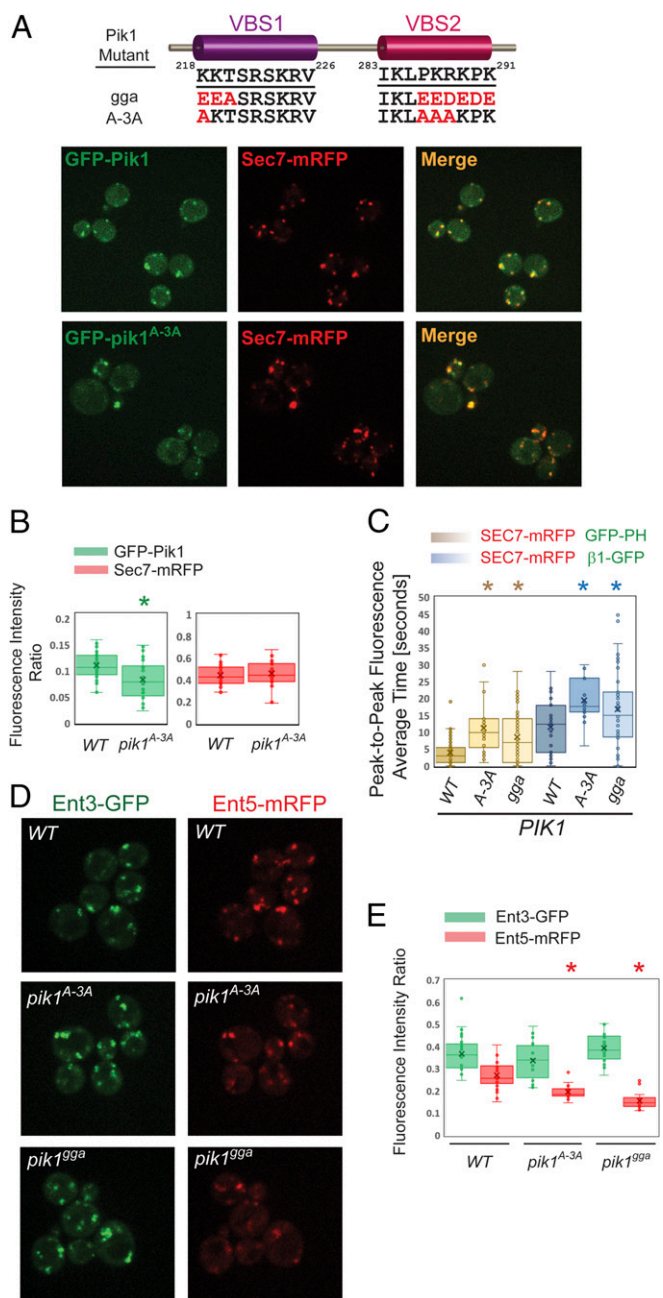 A
Pik1
Mutant
VBS1
VBS2
218
226
283
291
KKTSRSKRV
IKLPKRKPK
gga
EEASRSKRV
IKLEEDEDE
A-3A
AKTSRSKRV
IKLAAAKPK
GFP-Pik1
Sec7-mRFP
Merge
GFP-pik1A-3A
Sec7-mRFP
Merge
B
GFP-Pik1
Sec7-mRFP
Fluorescence Intensity
Ratio
0.2
0.15
0.1
0.05
0
*
WT
pik1A-3A
1
0.8
0.6
0.4
0.2
0
WT
pik1A-3A
C
SEC7-mRFP GFP-PH
SEC7-mRFP β1-GFP
Peak-to-Peak Fluorescence
Average Time [seconds]
50
45
40
35
30
25
20
15
10
5
0
* * * *
WT
A-3A
gga
WT
A-3A
gga
PIK1
D
Ent3-GFP
Ent5-mRFP
WT
pik1A-3A
pik1A-3A
pik1gga
pik1gga
E
Ent3-GFP
Ent5-mRFP
Fluorescence Intensity Ratio
0.7
0.6
0.5
0.4
0.3
0.2
0.1
0
* *
WT
pik1A-3A
pik1gga